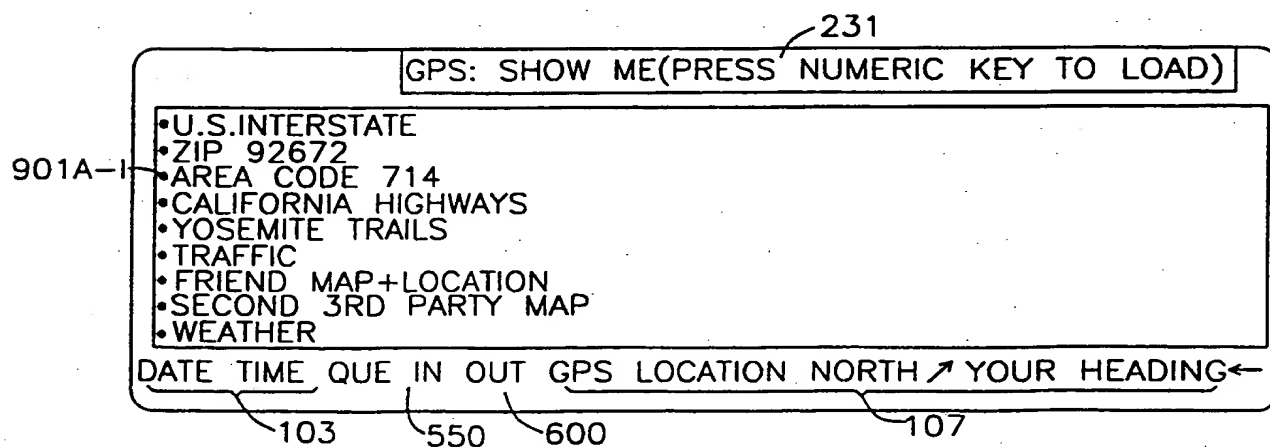 231
GPS: SHOW ME(PRESS NUMERIC KEY TO LOAD)
•U.S.INTERSTATE
•ZIP 92672
901A-I •AREA CODE 714
•CALIFORNIA HIGHWAYS
•YOSEMITE TRAILS
•TRAFFIC
•FRIEND MAP+LOCATION
•SECOND 3RD PARTY MAP
•WEATHER
DATE TIME QUE IN OUT GPS LOCATION NORTH↗ YOUR HEADING←
103 550 600 107